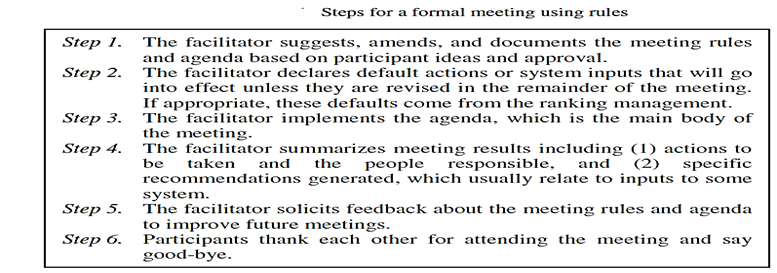 Steps for a formal meeting using rules
Step 1. The facilitator suggests, amends, and documents the meeting rules
and agenda based on participant ideas and approval.
Step 2. The facilitator declares default actions or system inputs that will go
into effect unless they are revised in the remainder of the meeting.
If appropriate, these defaults come from the ranking management.
Step 3. The facilitator implements the agenda, which is the main body of
the meeting.
Step 4. The facilitator summarizes meeting results including (1) actions to
be taken and the people responsible, and (2) specific
recommendations generated, which usually relate to inputs to some
system.
Step 5. The facilitator solicits feedback about the meeting rules and agenda
to improve future meetings.
Step 6. Participants thank each other for attending the meeting and say
good-bye.